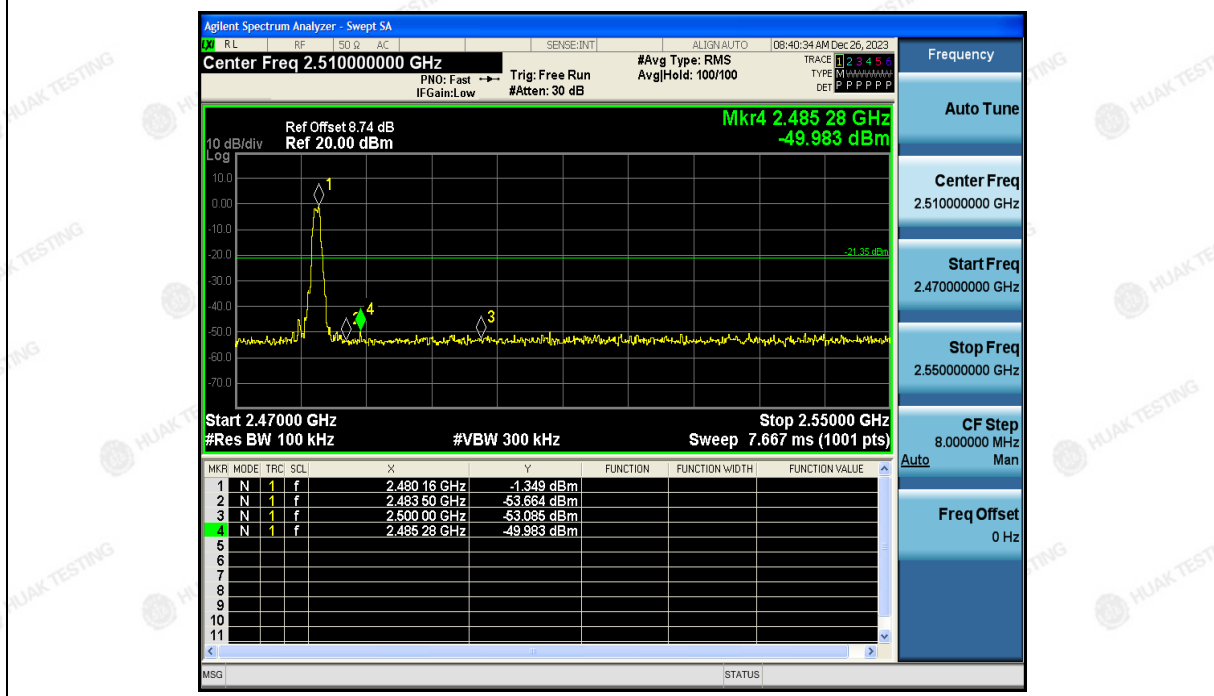 Agilent Spectrum Analyzer - Swept SA
LXI RL RF 50 Ω AC SENSE:INT ALIGN AUTO 08:40:34 AM Dec 26, 2023
Center Freq 2.510000000 GHz
PNO: Fast
IFGain:Low
Trig: Free Run
#Atten: 30 dB
#Avg Type: RMS
Avg|Hold: 100/100
TRACE 1 2 3 4 5 6
TYPE M WWWWW
DET P P P P P P
Mkr4 2.485 28 GHz
-49.983 dBm
Ref Offset 8.74 dB
Ref 20.00 dBm
10 dB/div
Log
10.0
0.00
-10.0
-20.0
-30.0
-40.0
-50.0
-60.0
-70.0
1
4
3
-21.35 dBm
Start 2.47000 GHz
Stop 2.55000 GHz
#Res BW 100 kHz
#VBW 300 kHz
Sweep 7.667 ms (1001 pts)
MKR MODE TRC SCL X Y FUNCTION FUNCTION WIDTH FUNCTION VALUE
1 N 1 f 2.480 16 GHz -1.349 dBm
2 N 1 f 2.483 50 GHz -53.664 dBm
3 N 1 f 2.500 00 GHz -53.085 dBm
4 N 1 f 2.485 28 GHz -49.983 dBm
5
6
7
8
9
10
11
MSG
STATUS
Frequency
Auto Tune
Center Freq
2.510000000 GHz
Start Freq
2.470000000 GHz
Stop Freq
2.550000000 GHz
CF Step
8.000000 MHz
Auto Man
Freq Offset
0 Hz
HUAK TESTING
HUAK TESTING
HUAK TESTING
HUAK TESTING